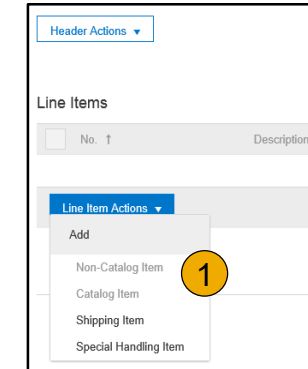 Header Actions ▼
Line Items
No. ↑ Description
Line Item Actions ▼
Add
Non-Catalog Item
1
Catalog Item
Shipping Item
Special Handling Item